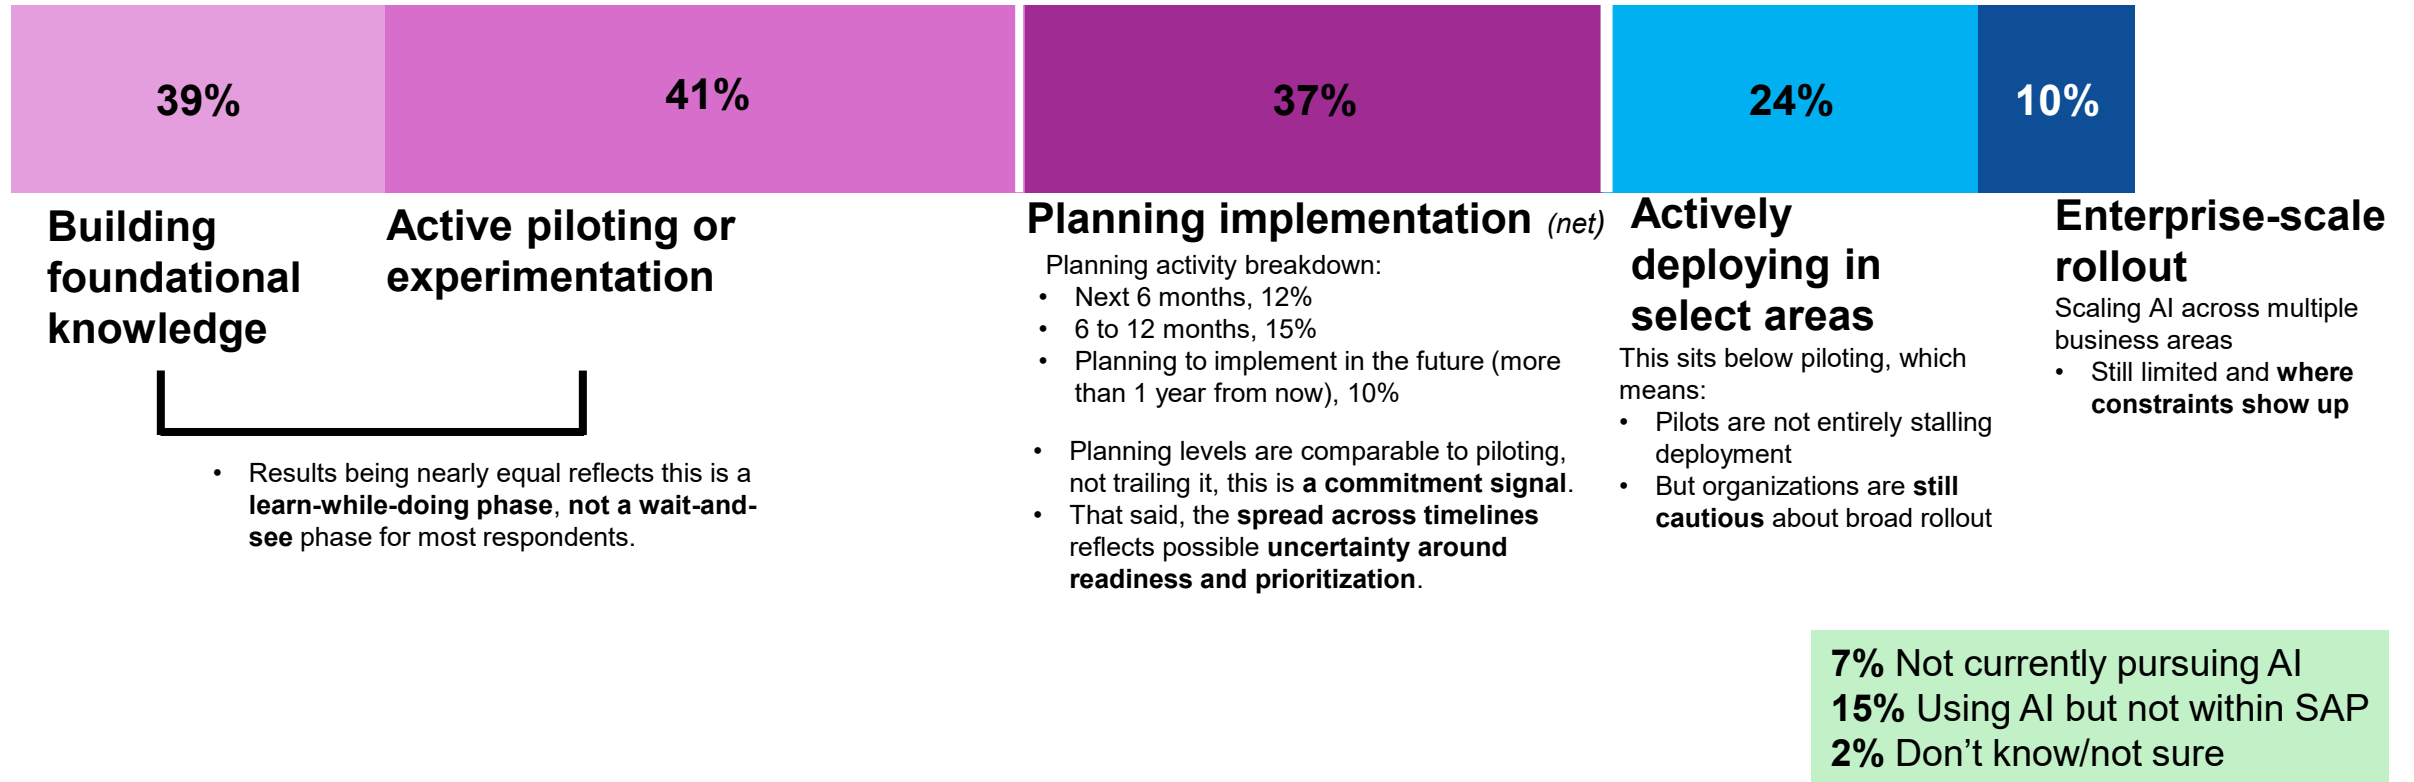 39%
41%
37%
24%
10%
Building
foundational
knowledge
Active piloting or
experimentation
• Results being nearly equal reflects this is a
learn-while-doing phase, not a wait-and-
see phase for most respondents.
Planning implementation (net)
Planning activity breakdown:
• Next 6 months, 12%
• 6 to 12 months, 15%
• Planning to implement in the future (more
than 1 year from now), 10%
• Planning levels are comparable to piloting,
not trailing it, this is a commitment signal.
• That said, the spread across timelines
reflects possible uncertainty around
readiness and prioritization.
Actively
deploying in
select areas
This sits below piloting, which
means:
• Pilots are not entirely stalling
deployment
• But organizations are still
cautious about broad rollout
Enterprise-scale
rollout
Scaling AI across multiple
business areas
• Still limited and where
constraints show up
7% Not currently pursuing AI
15% Using AI but not within SAP
2% Don’t know/not sure